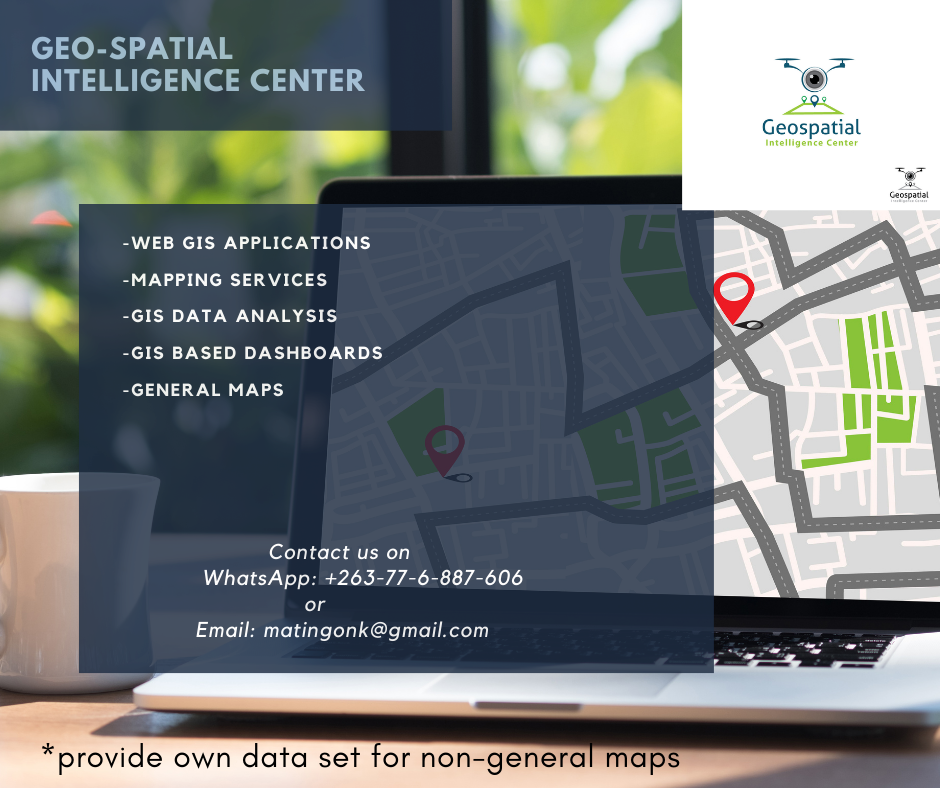 GEO-SPATIAL
INTELLIGENCE CENTER
Geospatial
Intelligence Center
Geospatial
Intelligence Center
-WEB GIS APPLICATIONS
-MAPPING SERVICES
-GIS DATA ANALYSIS
-GIS BASED DASHBOARDS
-GENERAL MAPS
Contact us on
WhatsApp: +263-77-6-887-606
or
Email: matingonk@gmail.com
*provide own data set for non-general maps